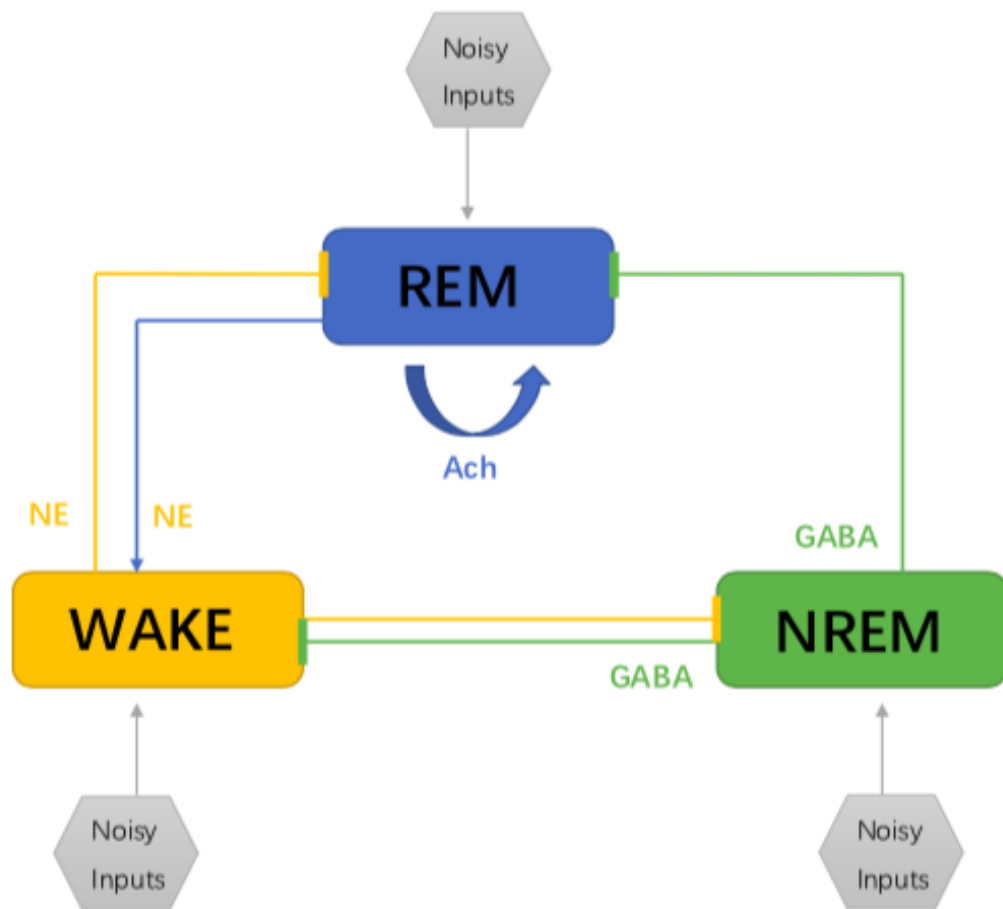 Noisy
Inputs
REM
Ach
NE
NE
GABA
WAKE
NREM
GABA
Noisy
Inputs
Noisy
Inputs